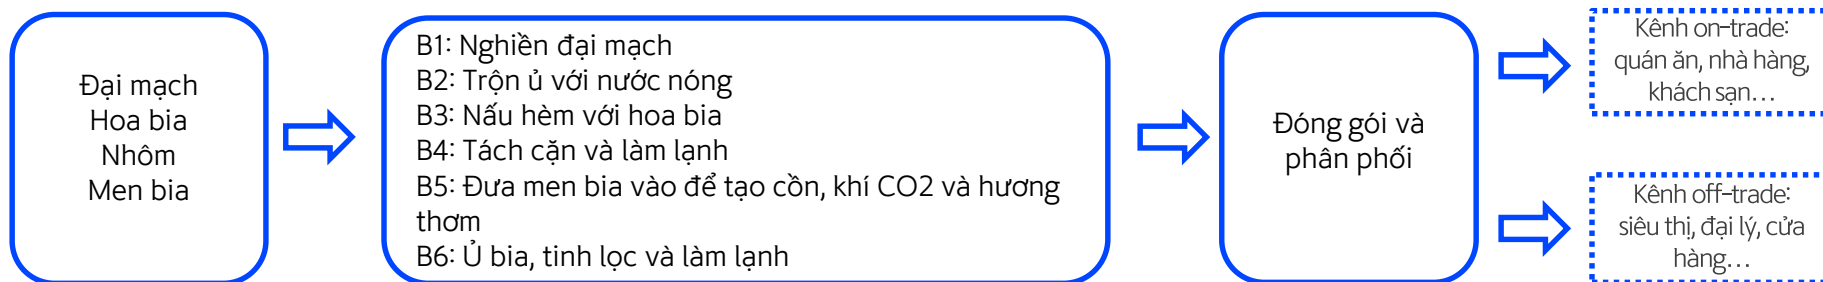 Đại mạch
Hoa bia
Nhôm
Men bia
B1: Nghiền đại mạch
B2: Trộn ủ với nước nóng
B3: Nấu hèm với hoa bia
B4: Tách cặn và làm lạnh
B5: Đưa men bia vào để tạo cồn, khí CO2 và hương
thơm
B6: Ủ bia, tinh lọc và làm lạnh
Đóng gói và
phân phối
Kênh on-trade:
quán ăn, nhà hàng,
khách sạn...
Kênh off-trade:
siêu thị, đại lý, cửa
hàng...